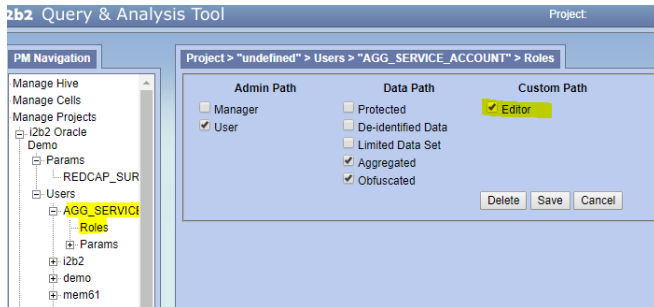 i2b2 Query & Analysis Tool
Project:
PM Navigation
Manage Hive
Manage Cells
Manage Projects
i2b2 Oracle
Demo
Params
REDCAP_SUR
Users
AGG_SERVICE
Roles
Params
i2b2
demo
mem61
Project > "undefined" > Users > "AGG_SERVICE_ACCOUNT" > Roles
Admin Path
Data Path
Custom Path
Manager
Protected
Editor
User
De-identified Data
Limited Data Set
Aggregated
Obfuscated
Delete Save Cancel